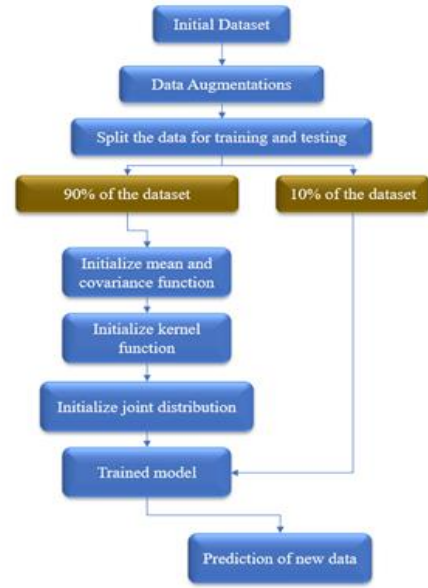 Initial Dataset
Data Augmentations
Split the data for training and testing
90% of the dataset
10% of the dataset
Initialize mean and
covariance function
Initialize kernel
function
Initialize joint distribution
Trained model
Prediction of new data